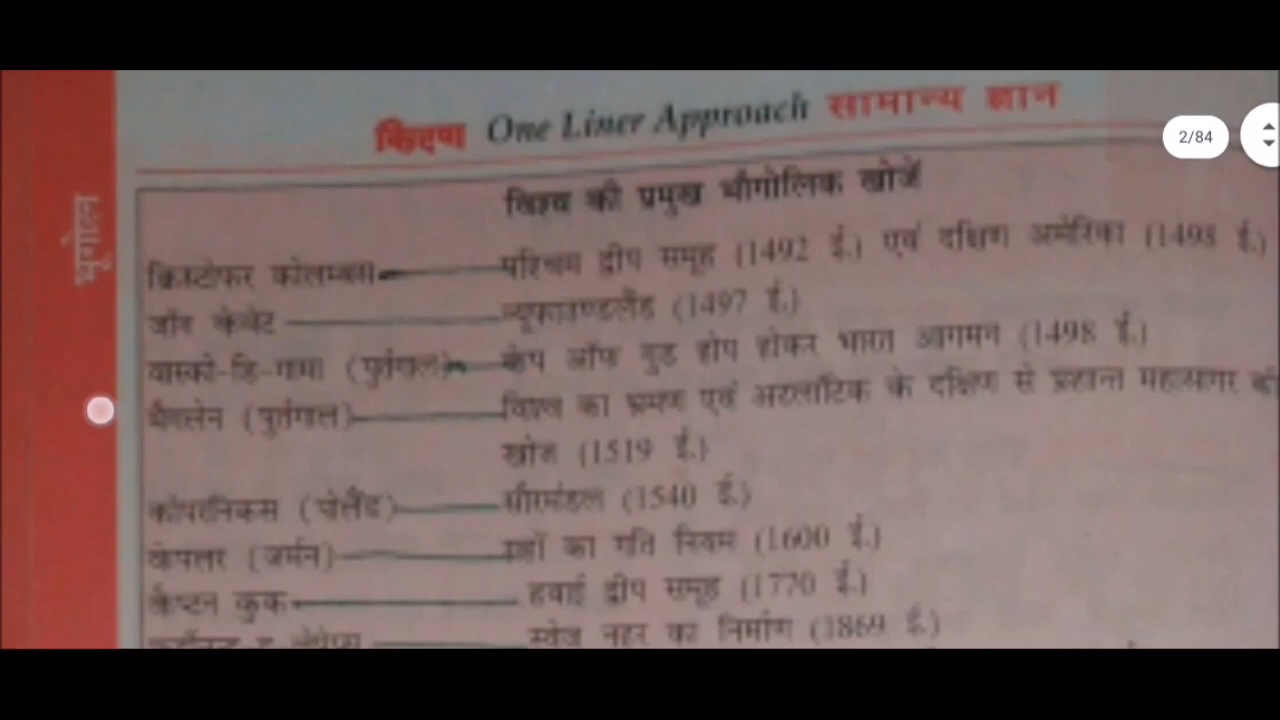 2/84
किरण One Liner Approach सामान्य ज्ञान
भूगोल
विश्व की प्रमुख भौगोलिक खोजें
क्रिस्टोफर कोलम्बस पश्चिम द्वीप समूह (1492 ई.) एवं दक्षिण अमेरिका (1498 ई.)
जॉन केबेट न्यूफाउण्डलैंड (1497 ई.)
वास्को-डि-गामा (पुर्तगाल) केप ऑफ गुड होप होकर भारत आगमन (1498 ई.)
मैगलेन (पुर्तगाल) विश्व का भ्रमण एवं अटलांटिक के दक्षिण से प्रशान्त महासागर की
खोज (1519 ई.)
कोपरनिकस (पोलैंड) सौरमंडल (1540 ई.)
केपलर (जर्मन) ग्रहों का गति नियम (1600 ई.)
कैप्टन कुक हवाई द्वीप समूह (1770 ई.)
स्वेज नहर का निर्माण (1869 ई.)